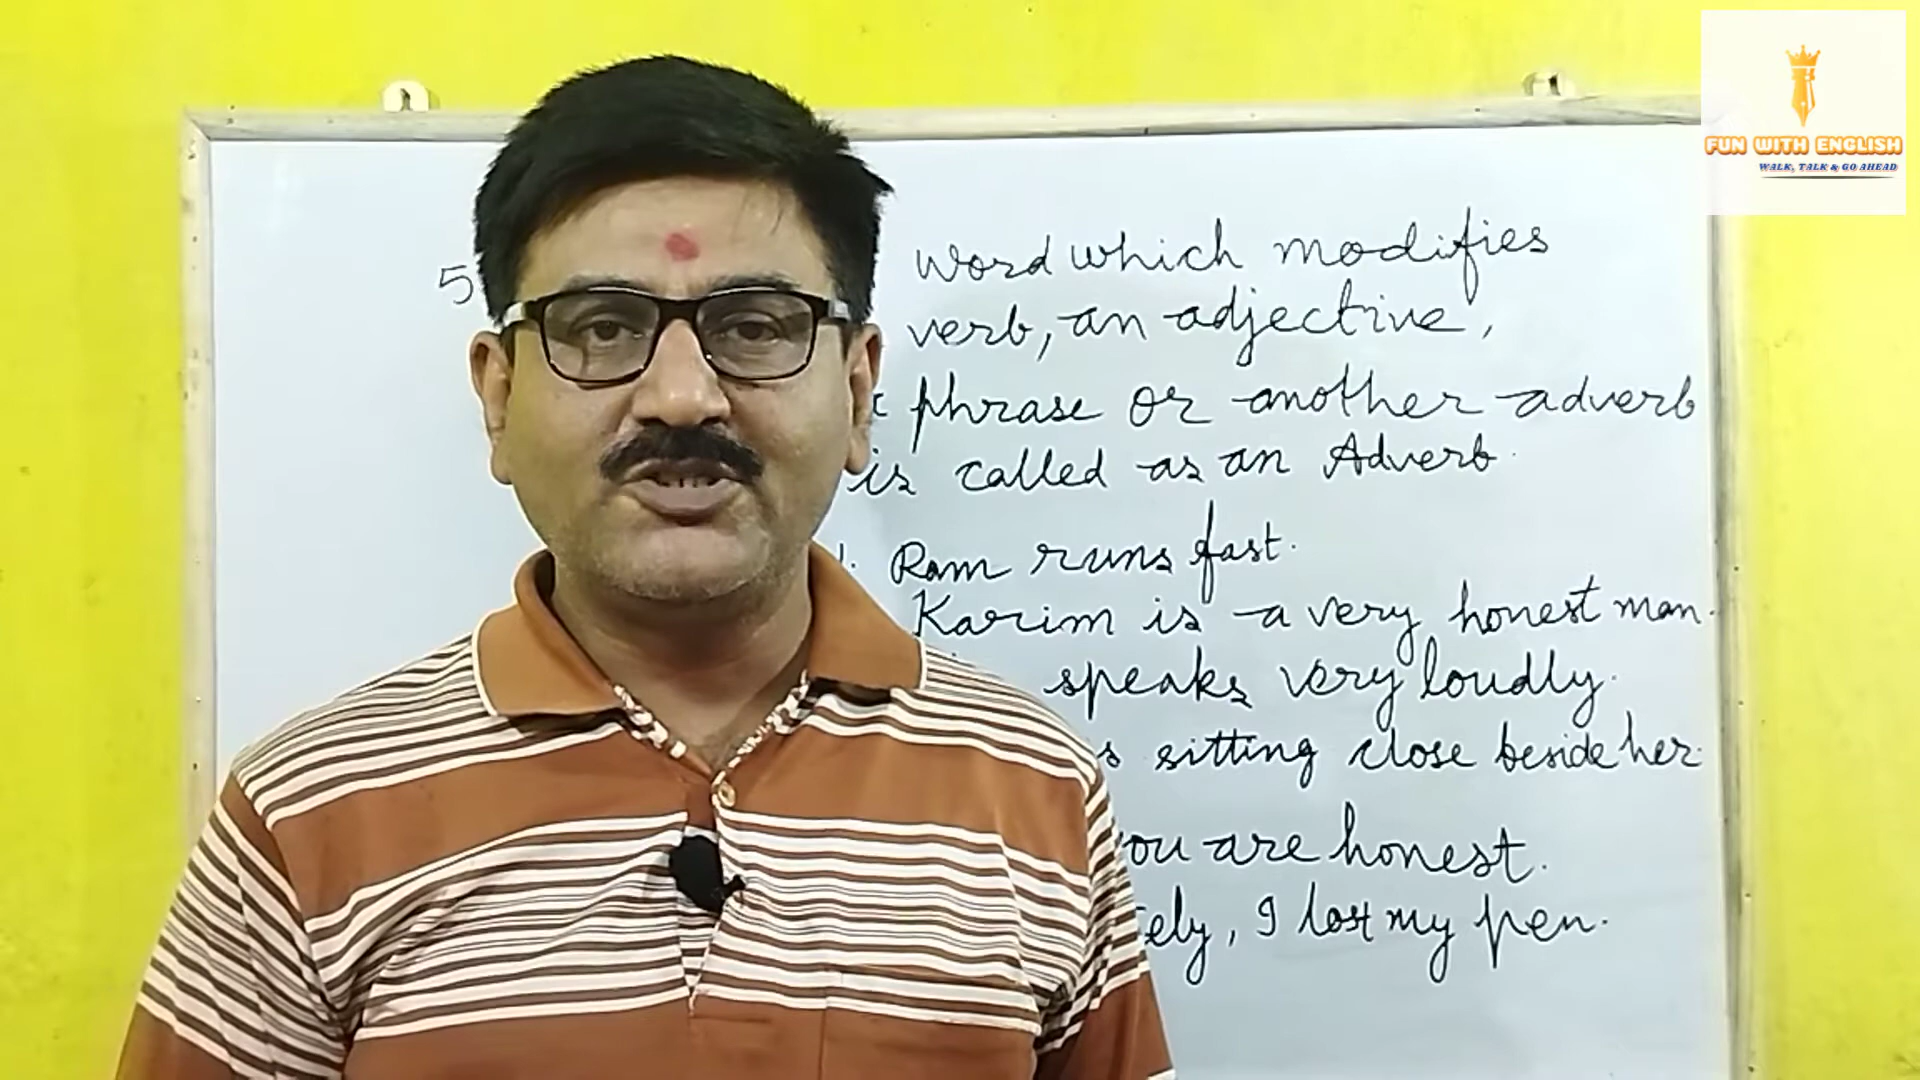 FUN WITH ENGLISH
WALK, TALK & GO AHEAD
5
Word which modifies
verb, an adjective,
phrase or another adverb
is called as an Adverb.
1. Ram runs fast.
Karim is a very honest man.
speaks very loudly.
sitting close beside her.
you are honest.
tely, I lost my pen.